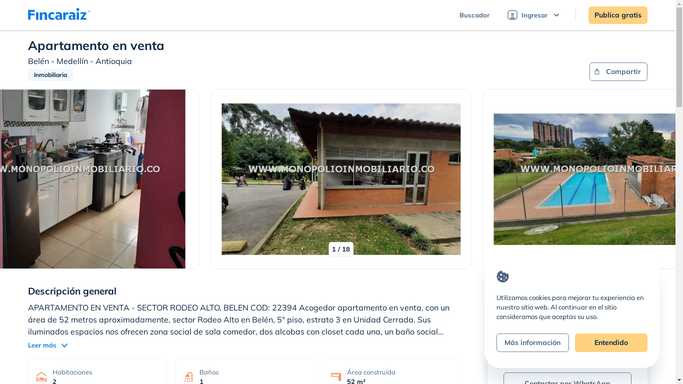 Fincaraiz
Buscador
Ingresar
Publica gratis
Apartamento en venta
Belén - Medellín - Antioquia
Inmobiliaria
Compartir
WWW.MONOPOLIOINMOBILIARIO.CO
WWW.MONOPOLIOINMOBILIARIO.CO
WWW.MONOPOLIOINMOBILIA
1 / 18
Descripción general
APARTAMENTO EN VENTA - SECTOR RODEO ALTO, BELEN COD: 22394 Acogedor apartamento en venta, con un
área de 52 metros aproximadamente, sector Rodeo Alto en Belén, 5° piso, estrato 3 en Unidad Cerrada. Sus
iluminados espacios nos ofrecen zona social de sala comedor, dos alcobas con closet cada una, un baño social...
Leer más
Habitaciones
2
Baños
1
Área construida
52 m²
Utilizamos cookies para mejorar tu experiencia en
nuestro sitio web. Al continuar en el sitio
consideramos que aceptas su uso.
Más información
Entendido
Contactar por WhatsApp